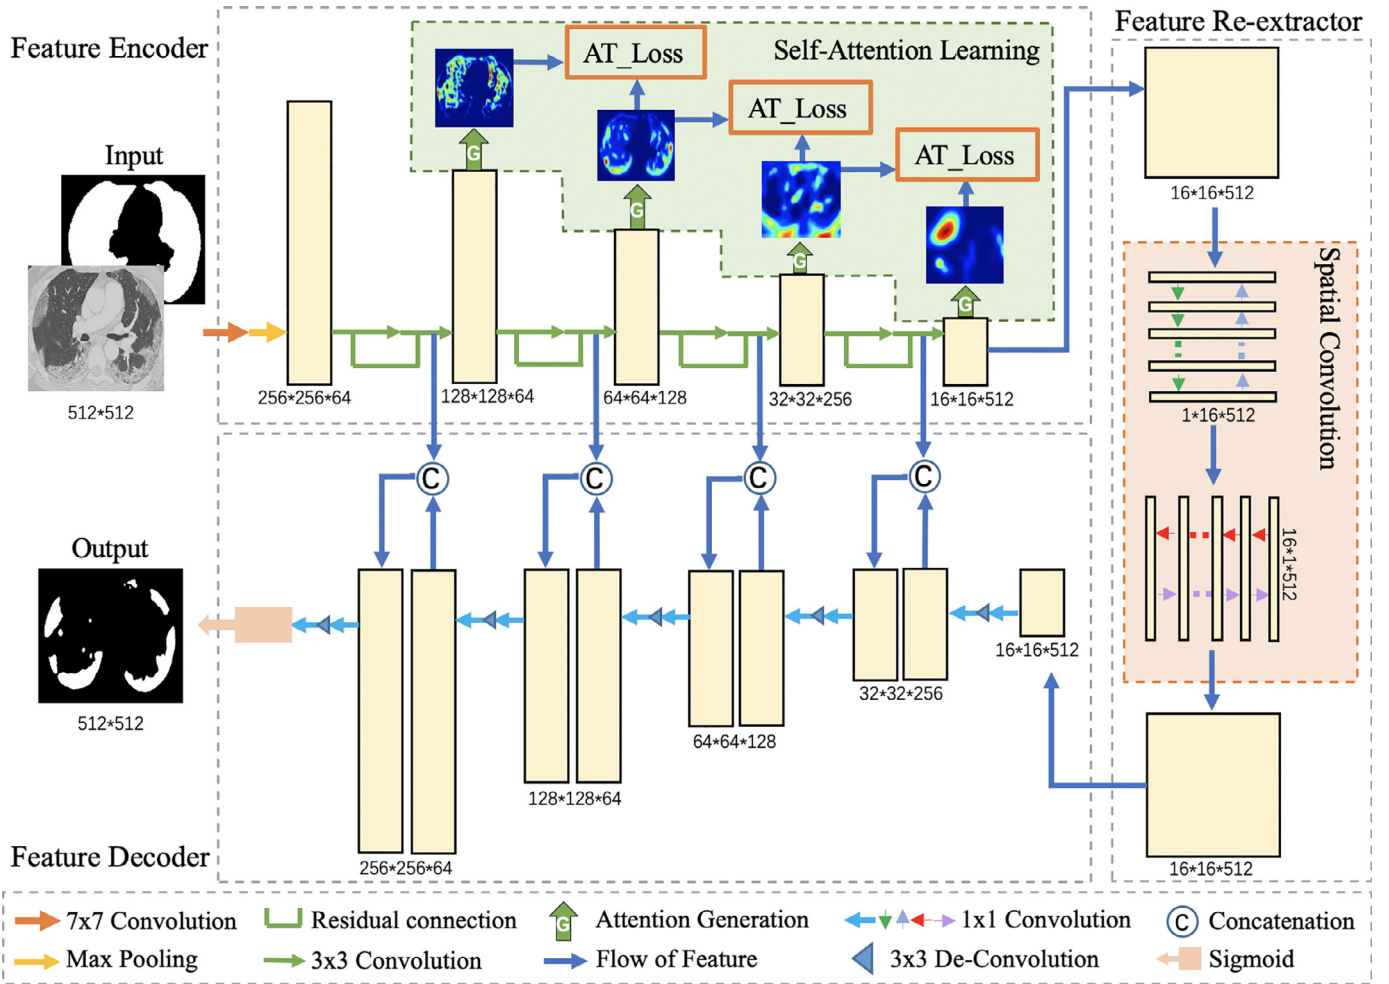 Feature Encoder
Feature Re-extractor
Self-Attention Learning
AT_Loss
AT_Loss
AT_Loss
G
G
G
G
Input
512*512
256*256*64
128*128*64
64*64*128
32*32*256
16*16*512
16*16*512
Spatial Convolution
1*16*512
16*1*512
16*16*512
C
C
C
C
Output
512*512
256*256*64
128*128*64
64*64*128
32*32*256
16*16*512
Feature Decoder
7x7 Convolution
Residual connection
G
Attention Generation
1x1 Convolution
C
Concatenation
Max Pooling
3x3 Convolution
Flow of Feature
3x3 De-Convolution
Sigmoid